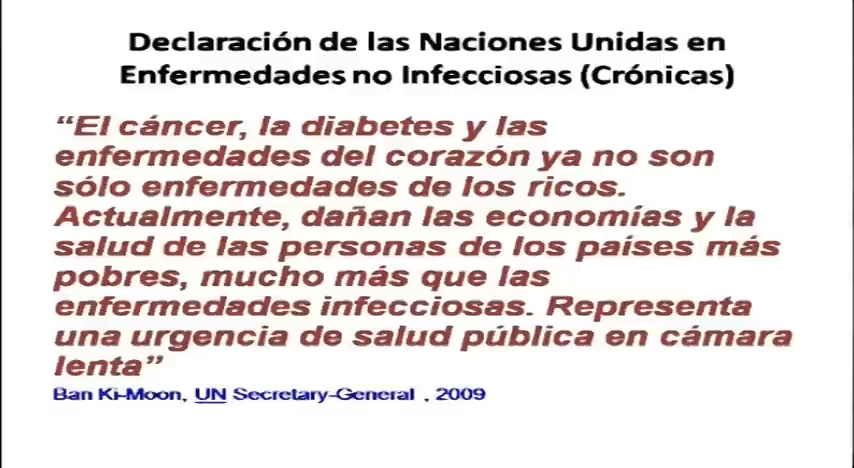 Declaración de las Naciones Unidas en
Enfermedades no Infecciosas (Crónicas)
“El cáncer, la diabetes y las
enfermedades del corazón ya no son
sólo enfermedades de los ricos.
Actualmente, dañan las economías y la
salud de las personas de los países más
pobres, mucho más que las
enfermedades infecciosas. Representa
una urgencia de salud pública en cámara
lenta”
Ban Ki-Moon, UN Secretary-General , 2009